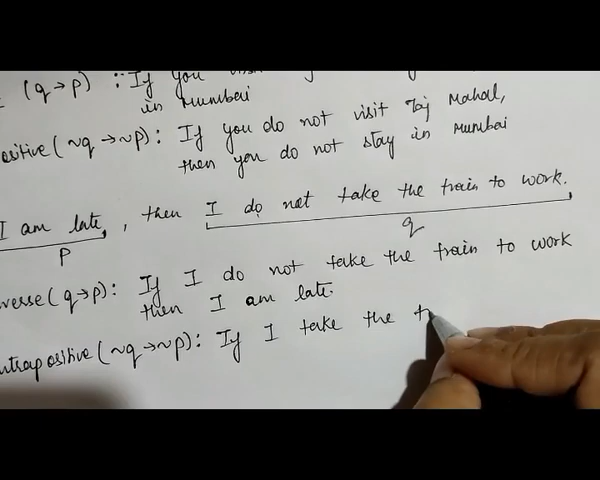 (q→p) : If you
in Mumbai
ositive (~q→~p): If you do not visit Taj Mahal,
then you do not stay in Mumbai
I am late, then I do not take the train to work.
p q
verse (q→p): If I do not take the train to work
then I am late.
ntrapositive (~q→~p): If I take the t